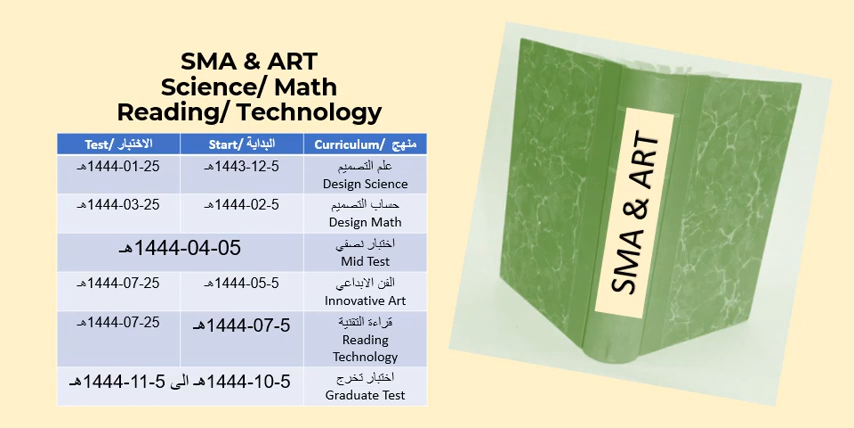 SMA & ART
Science/ Math
Reading/ Technology
منهج /Curriculum البداية /Start الاختبار /Test
علم التصميم 1443-12-5هـ 1444-01-25هـ
Design Science
حساب التصميم 1444-02-5هـ 1444-03-25هـ
Design Math
اختبار نصفي 1444-04-05هـ
Mid Test
الفن الابداعي 1444-05-5هـ 1444-07-25هـ
Innovative Art
قراءة التقنية 1444-07-5هـ 1444-07-25هـ
Reading
Technology
اختبار تخرج 1444-10-5هـ الى 1444-11-5هـ
Graduate Test
SMA & ART